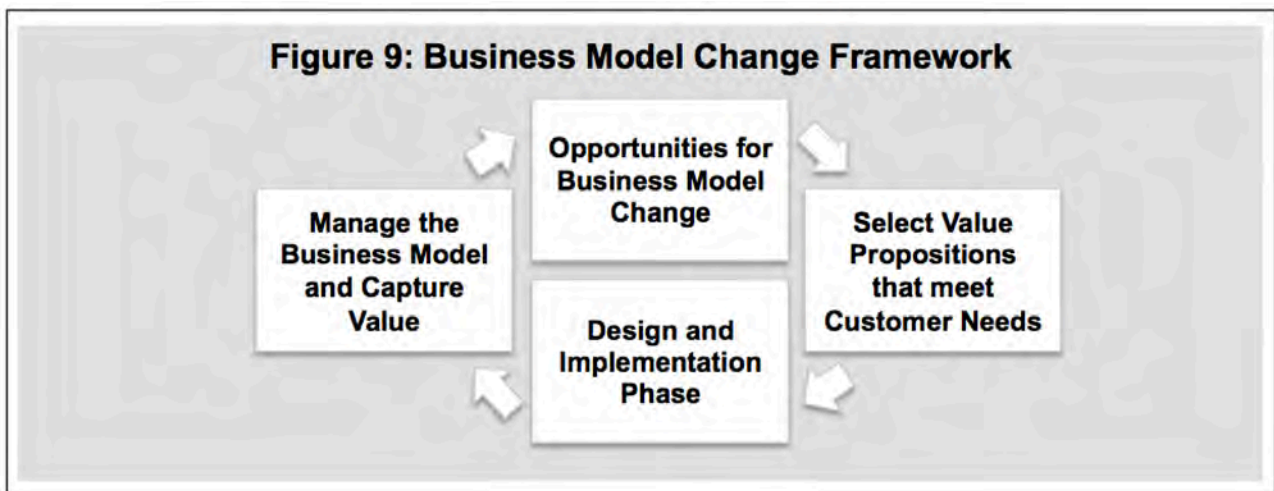 Figure 9: Business Model Change Framework
Opportunities for
Business Model
Change
Manage the
Business Model
and Capture
Value
Select Value
Propositions
that meet
Customer Needs
Design and
Implementation
Phase